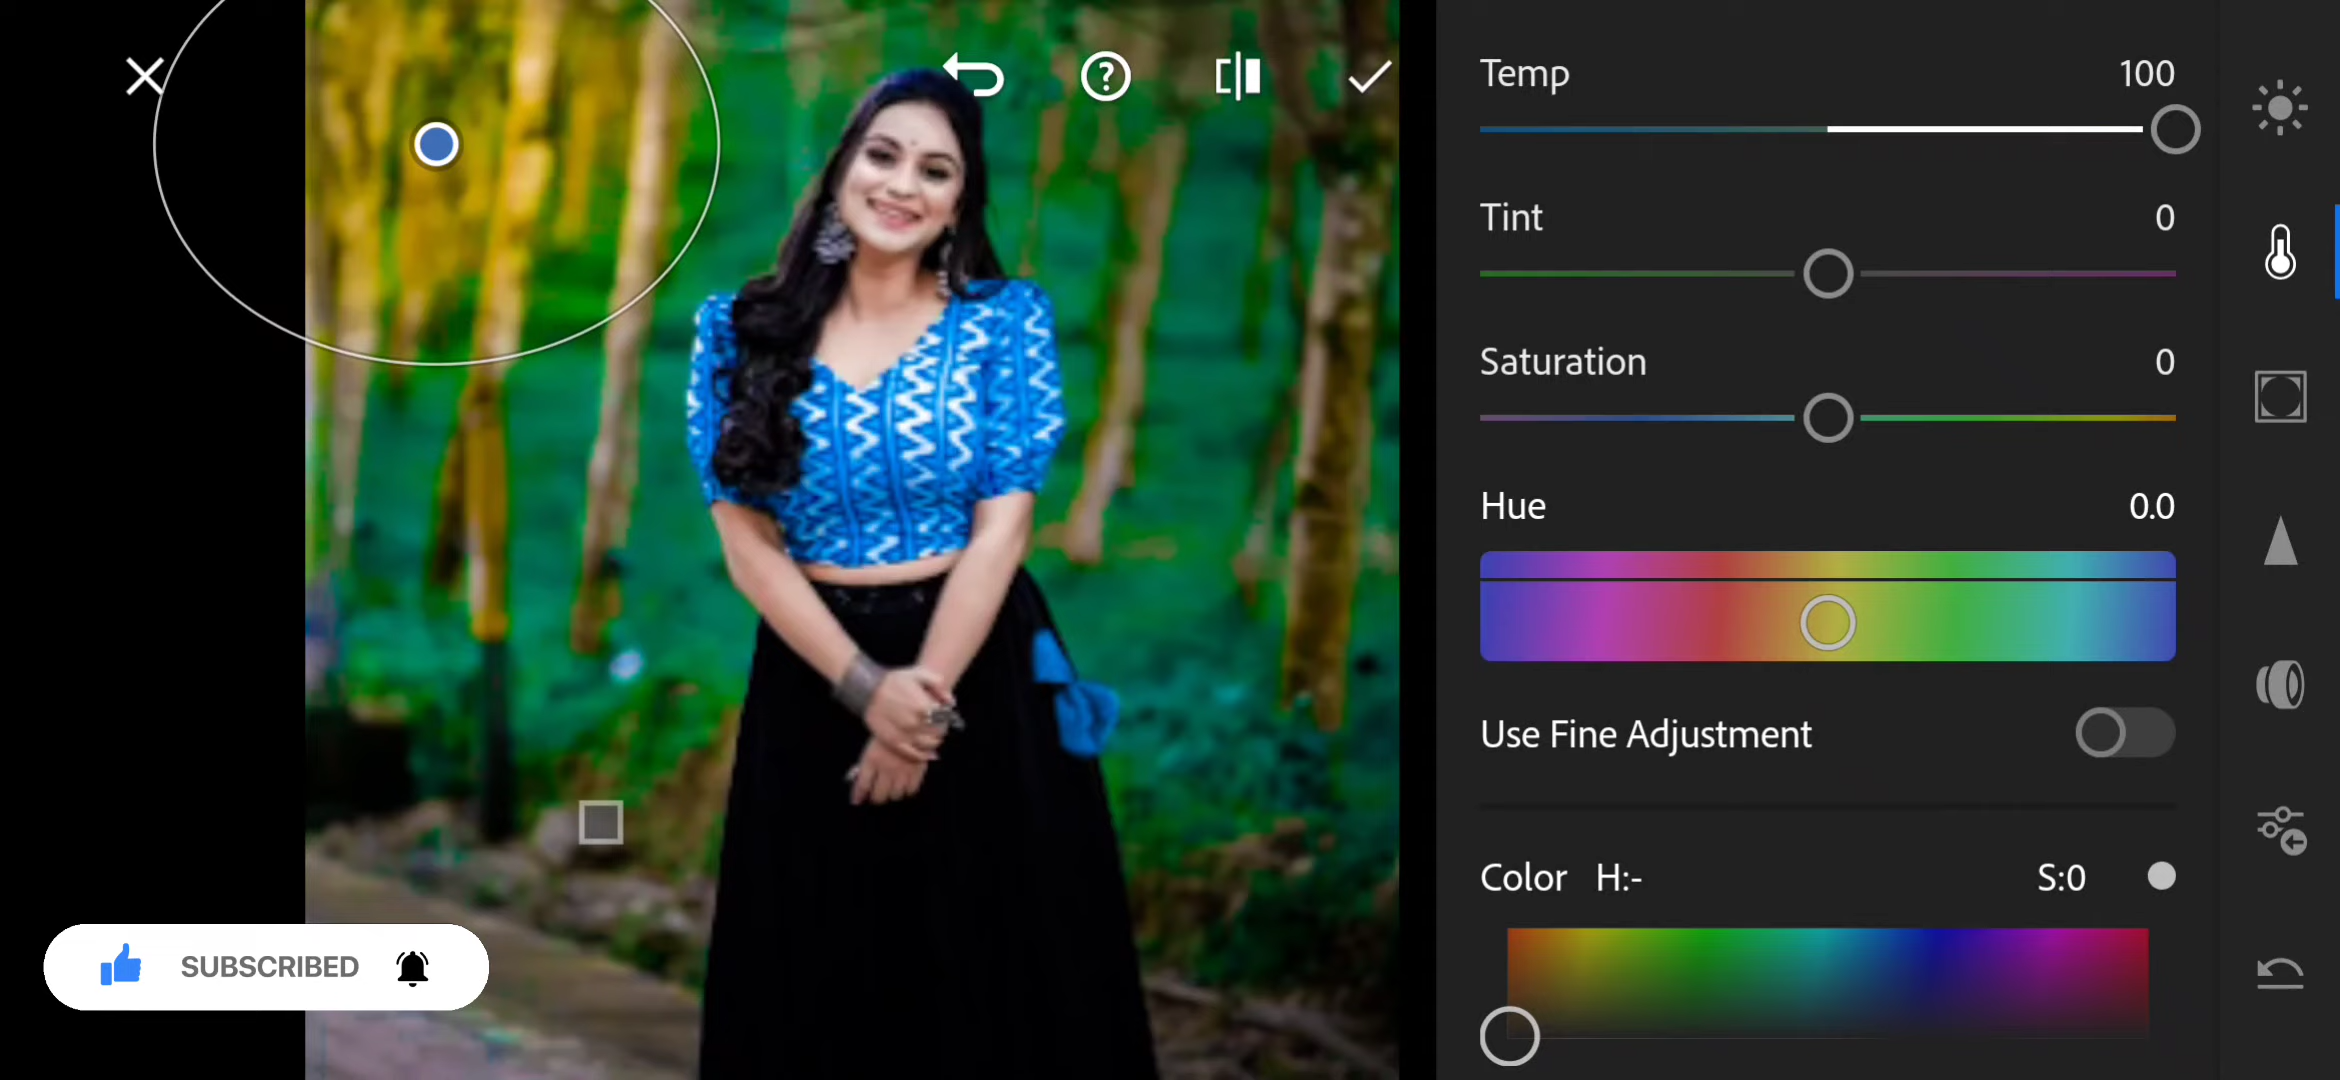 Temp 100
Tint 0
Saturation 0
Hue 0.0
Use Fine Adjustment
Color H:- S:0
SUBSCRIBED